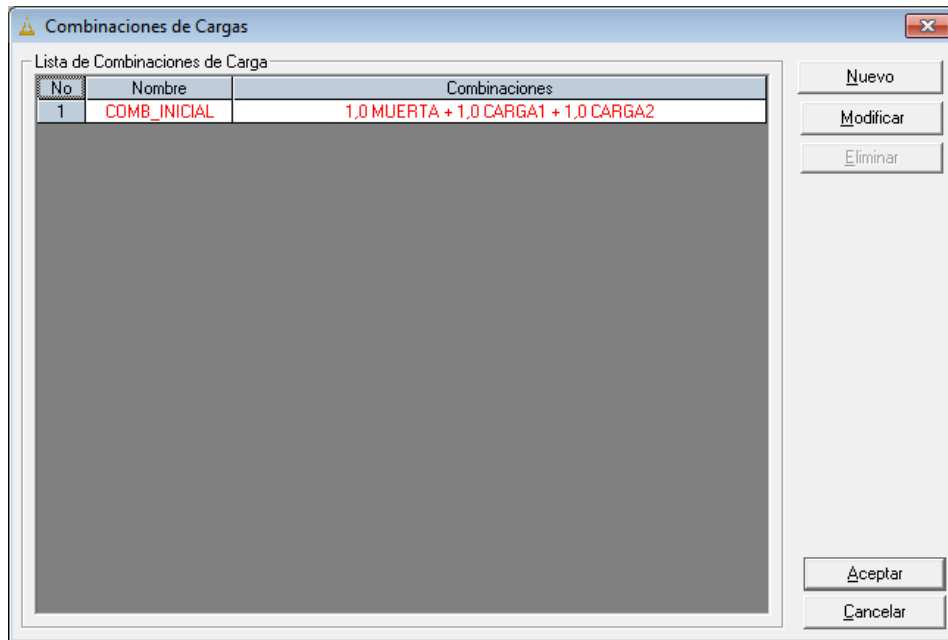 Combinaciones de Cargas
Lista de Combinaciones de Carga
No Nombre Combinaciones
1 COMB_INICIAL 1,0 MUERTA + 1,0 CARGA1 + 1,0 CARGA2
Nuevo
Modificar
Eliminar
Aceptar
Cancelar